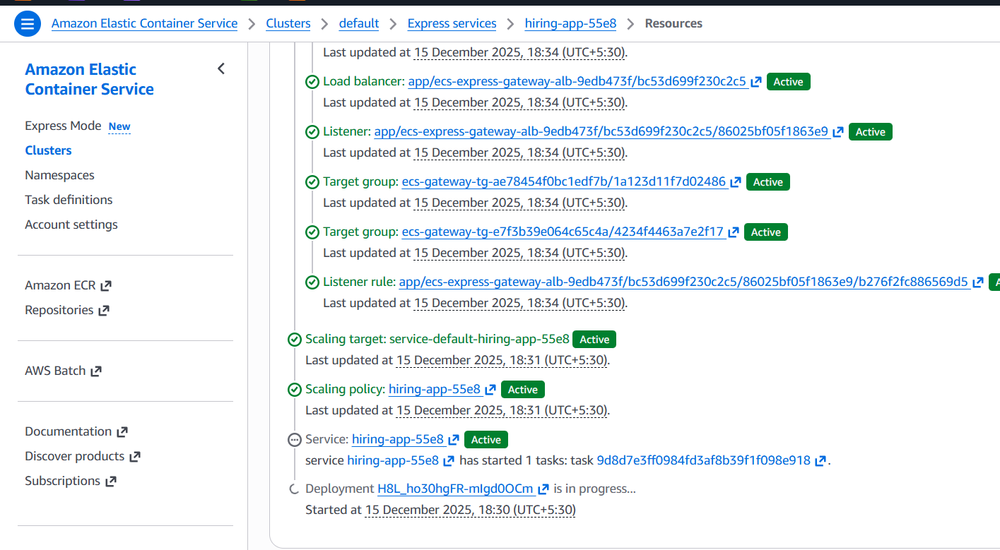 Amazon Elastic Container Service > Clusters > default > Express services > hiring-app-55e8 > Resources
Amazon Elastic
Container Service
Express Mode New
Clusters
Namespaces
Task definitions
Account settings
Amazon ECR
Repositories
AWS Batch
Documentation
Discover products
Subscriptions
Last updated at 15 December 2025, 18:34 (UTC+5:30).
Load balancer: app/ecs-express-gateway-alb-9edb473f/bc53d699f230c2c5 Active
Last updated at 15 December 2025, 18:34 (UTC+5:30).
Listener: app/ecs-express-gateway-alb-9edb473f/bc53d699f230c2c5/86025bf05f1863e9 Active
Last updated at 15 December 2025, 18:34 (UTC+5:30).
Target group: ecs-gateway-tg-ae78454f0bc1edf7b/1a123d11f7d02486 Active
Last updated at 15 December 2025, 18:34 (UTC+5:30).
Target group: ecs-gateway-tg-e7f3b39e064c65c4a/4234f4463a7e2f17 Active
Last updated at 15 December 2025, 18:34 (UTC+5:30).
Listener rule: app/ecs-express-gateway-alb-9edb473f/bc53d699f230c2c5/86025bf05f1863e9/b276f2fc886569d5
Last updated at 15 December 2025, 18:34 (UTC+5:30).
Scaling target: service-default-hiring-app-55e8 Active
Last updated at 15 December 2025, 18:31 (UTC+5:30).
Scaling policy: hiring-app-55e8 Active
Last updated at 15 December 2025, 18:31 (UTC+5:30).
Service: hiring-app-55e8 Active
service hiring-app-55e8 has started 1 tasks: task 9d8d7e3ff0984fd3af8b39f1f098e918.
Deployment H8L_ho30hgFR-mIgd0OCm is in progress...
Started at 15 December 2025, 18:30 (UTC+5:30)